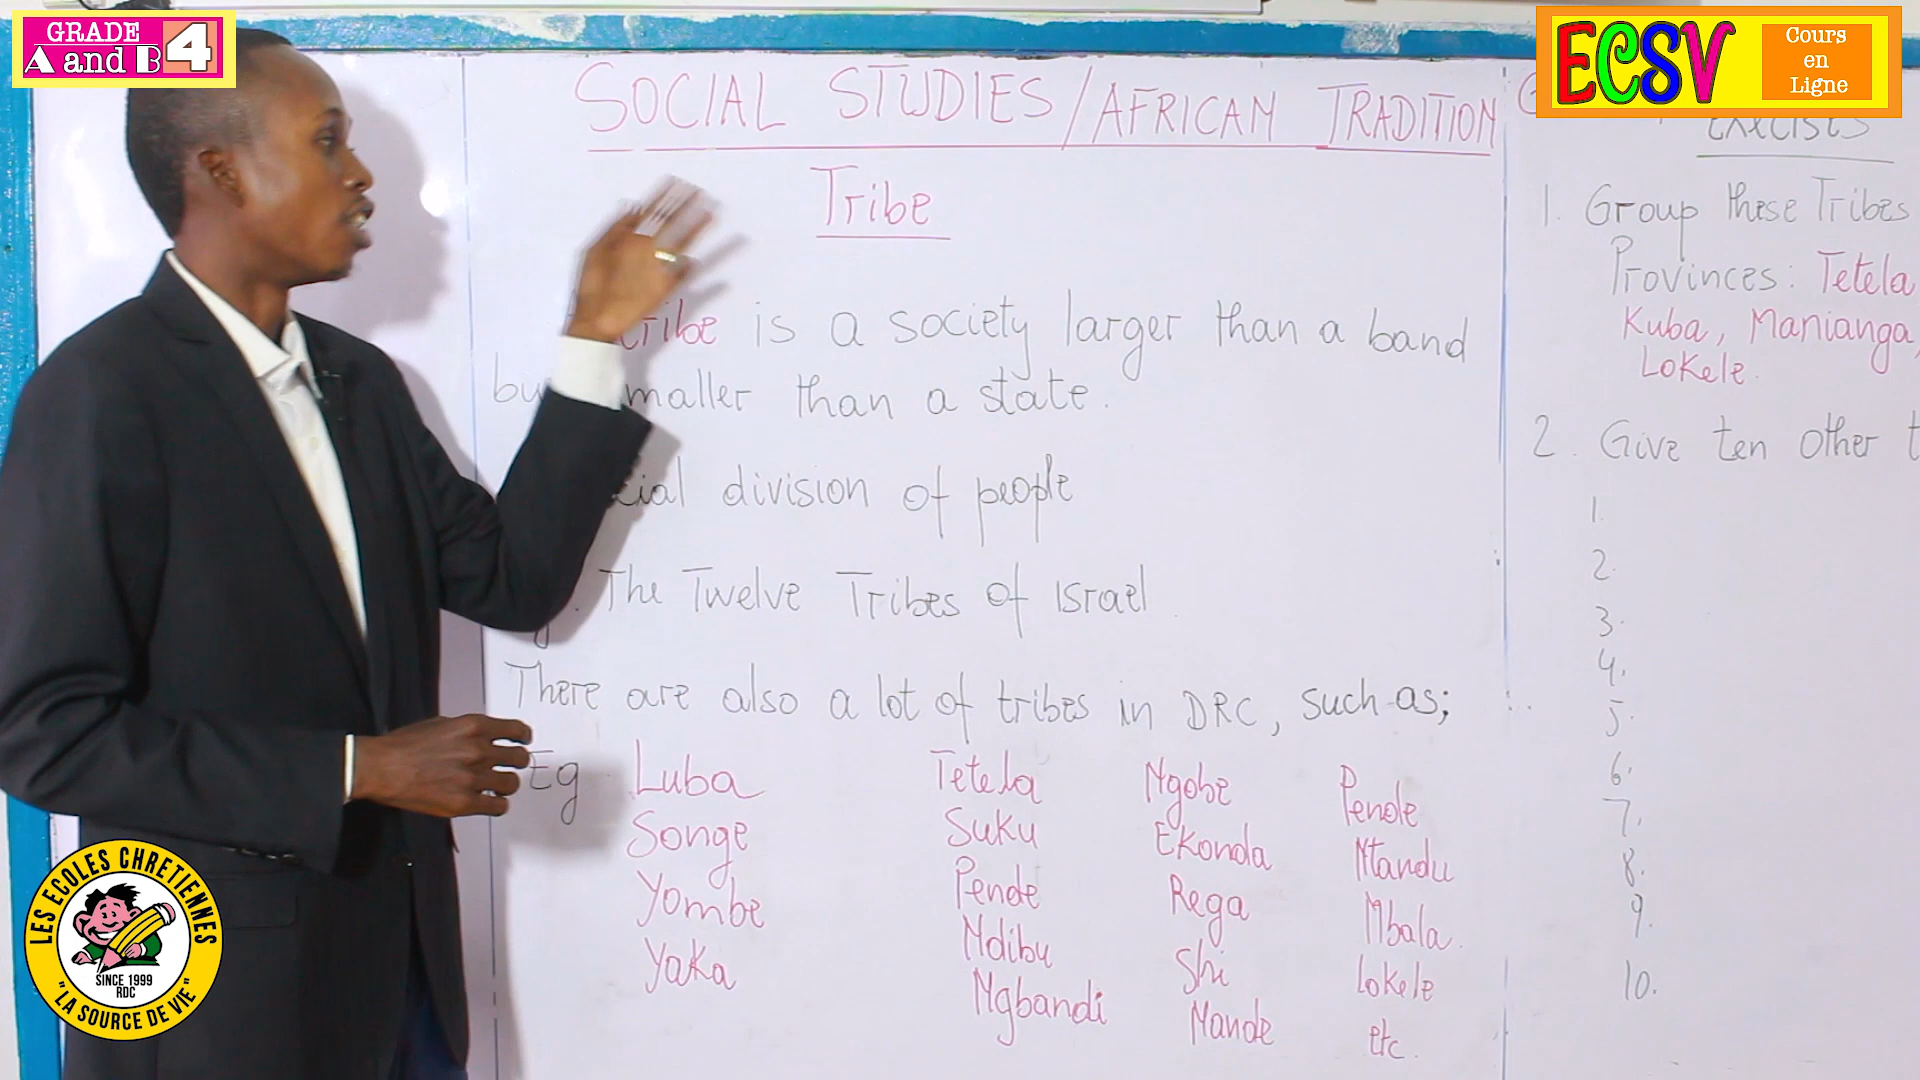 GRADE
A and B 4
ECSV
Cours
en
Ligne
SOCIAL STUDIES/AFRICAN TRADITION
Tribe
tribe is a society larger than a band
smaller than a state.
division of people
The Twelve Tribes of Israel
There are also a lot of tribes in DRC, such as;
Eg Luba Tetela Ngobe Pende
Songe Suku Ekonda Ntandu
Yombe Pende Rega Mbala
Yaka Ndibu Shi Lokele
Ngbandi Nande etc.
1. Group these Tribes
Provinces: Tetela
Kuba, Manianga,
Lokele.
2. Give ten other
1.
2.
3.
4.
5.
6.
7.
8.
9.
10.
LES ECOLES CHRETIENNES
SINCE 1999
RDC
"LA SOURCE DE VIE"